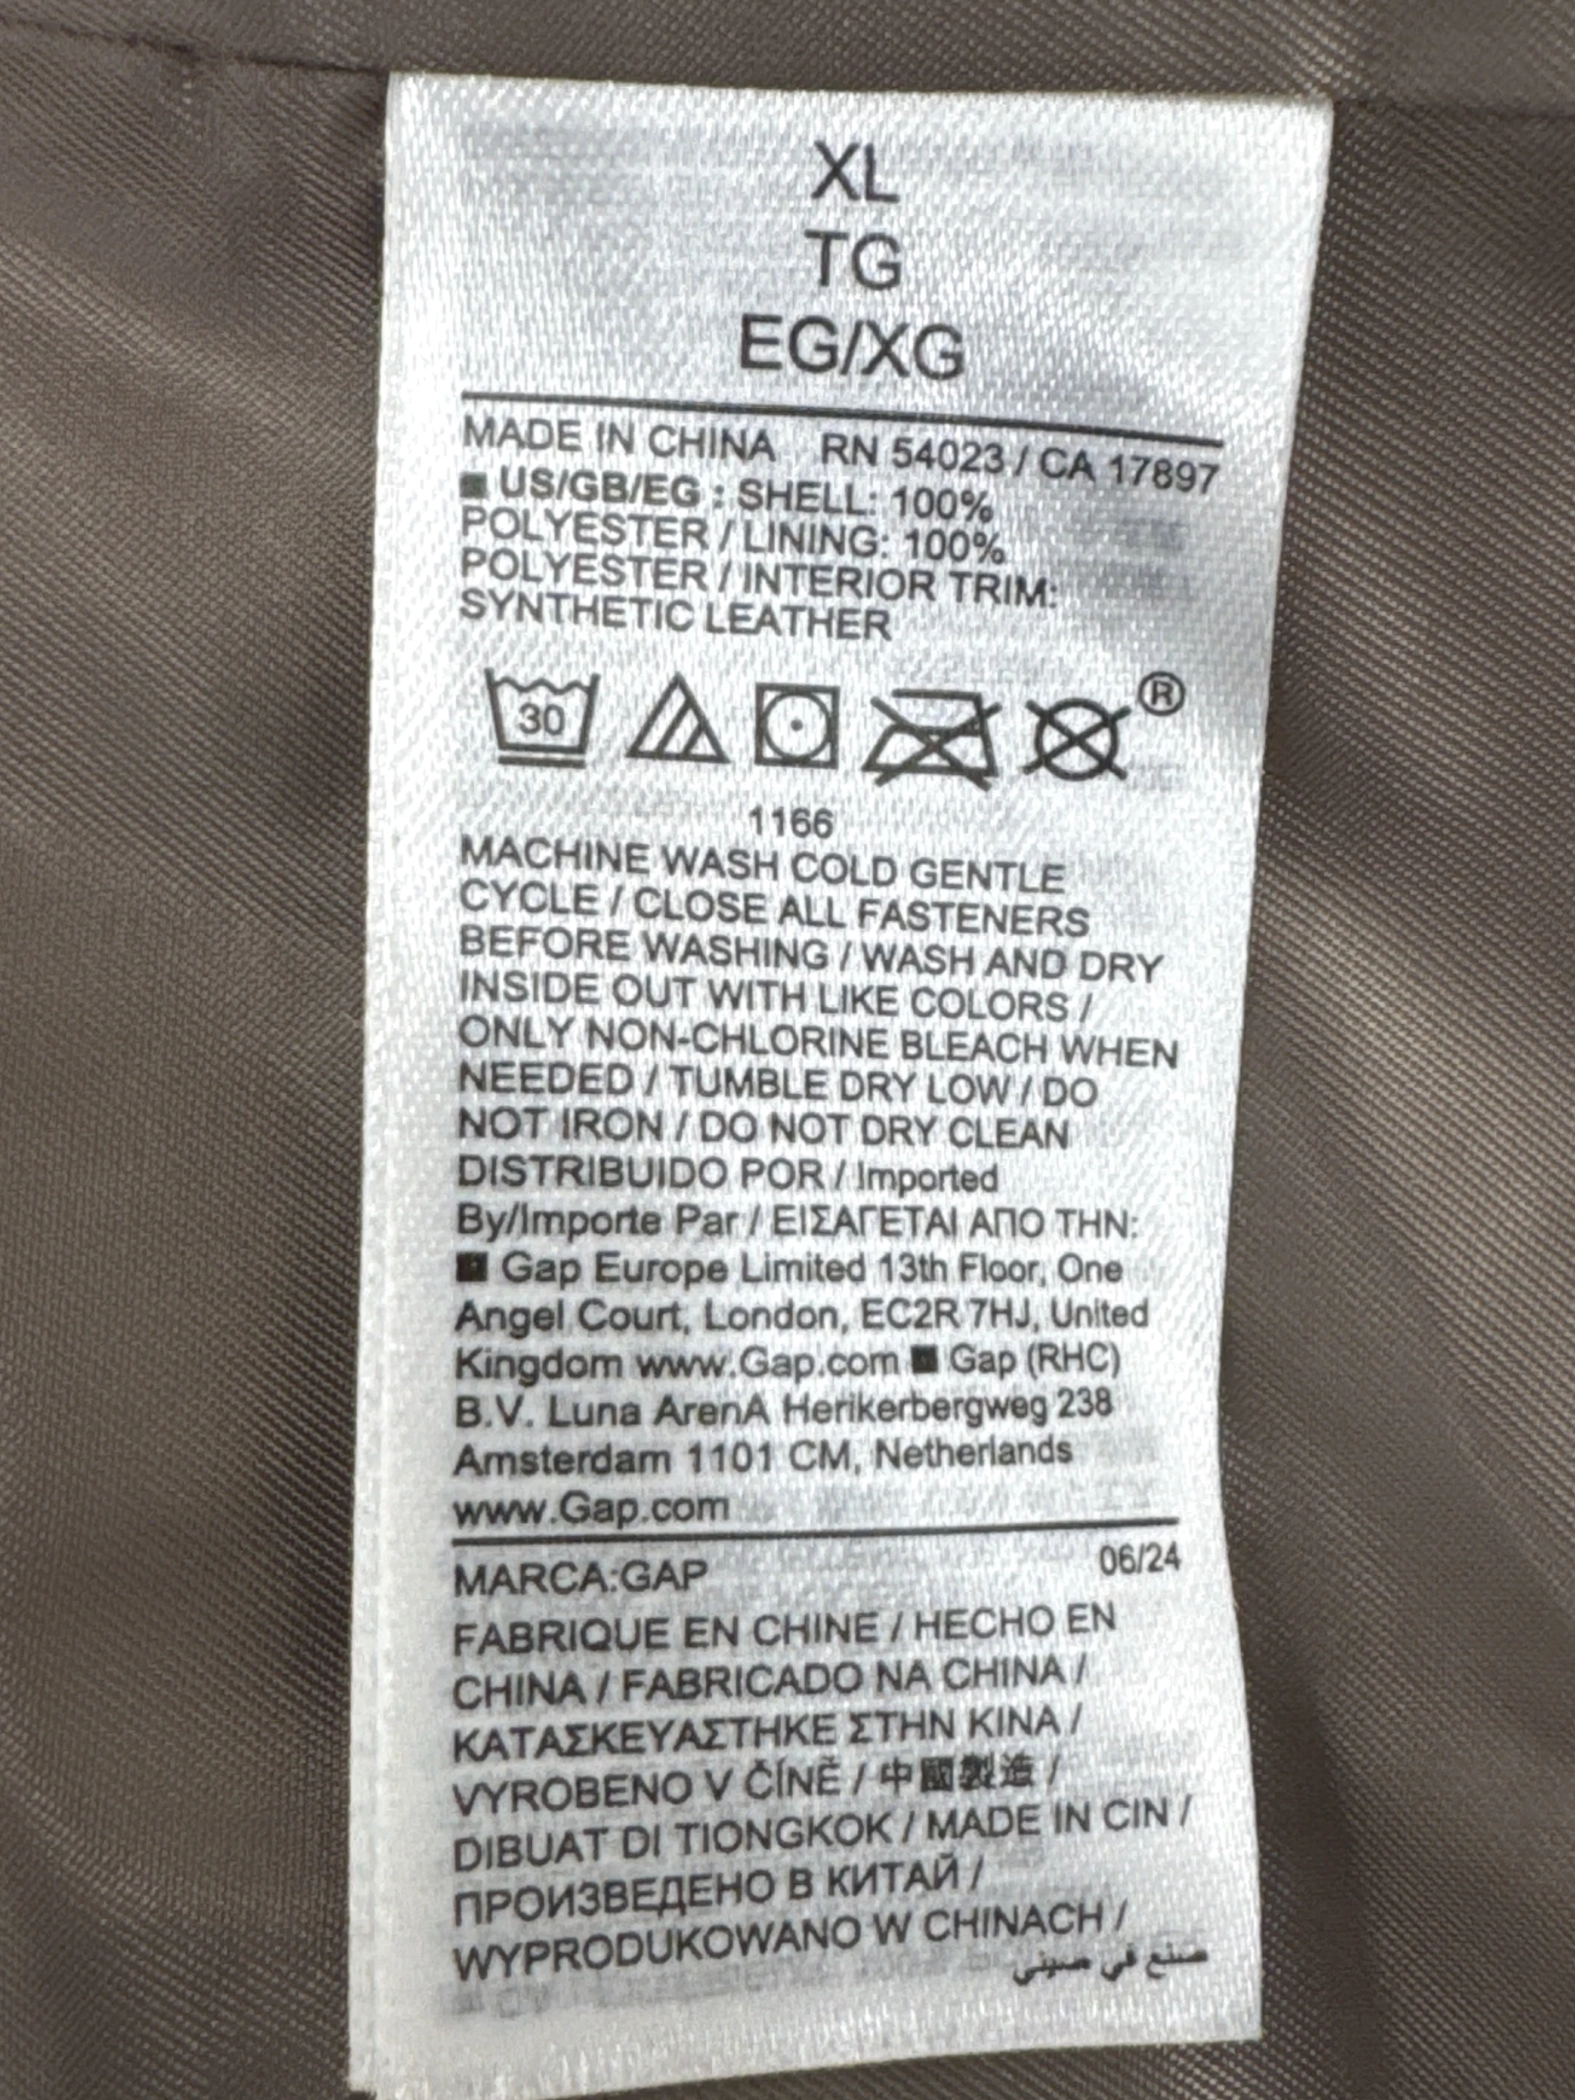 XL
TG
EG/XG
MADE IN CHINA RN 54023 / CA 17897
■ US/GB/EG : SHELL: 100%
POLYESTER / LINING: 100%
POLYESTER / INTERIOR TRIM:
SYNTHETIC LEATHER
30 ®
1166
MACHINE WASH COLD GENTLE
CYCLE / CLOSE ALL FASTENERS
BEFORE WASHING / WASH AND DRY
INSIDE OUT WITH LIKE COLORS /
ONLY NON-CHLORINE BLEACH WHEN
NEEDED / TUMBLE DRY LOW / DO
NOT IRON / DO NOT DRY CLEAN
DISTRIBUIDO POR / Imported
By/Importe Par / ΕΙΣΑΓΕΤΑΙ ΑΠΟ ΤΗΝ:
■ Gap Europe Limited 13th Floor, One
Angel Court, London, EC2R 7HJ, United
Kingdom www.Gap.com ■ Gap (RHC)
B.V. Luna ArenA Herikerbergweg 238
Amsterdam 1101 CM, Netherlands
www.Gap.com
MARCA:GAP 06/24
FABRIQUE EN CHINE / HECHO EN
CHINA / FABRICADO NA CHINA /
ΚΑΤΑΣΚΕΥΑΣΤΗΚΕ ΣΤΗΝ ΚΙΝΑ /
VYROBENO V ČÍNĚ / 中國製造 /
DIBUAT DI TIONGKOK / MADE IN CIN /
ПРОИЗВЕДЕНО В КИТАЙ /
WYPRODUKOWANO W CHINACH /
صنع في صيني